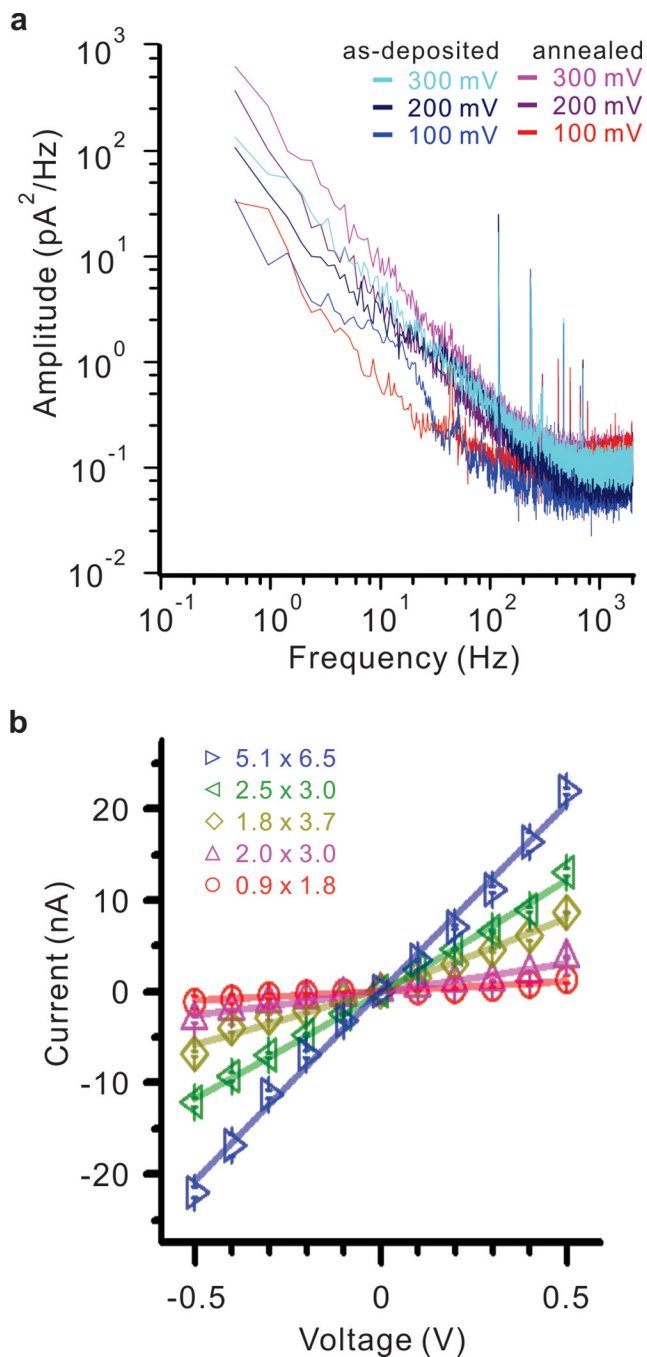 a
as-deposited annealed
300 mV 300 mV
200 mV 200 mV
100 mV 100 mV
Amplitude (pA²/Hz)
10³
10²
10¹
10⁰
10⁻¹
10⁻²
10⁻¹ 10⁰ 10¹ 10² 10³
Frequency (Hz)
b
5.1 x 6.5
2.5 x 3.0
1.8 x 3.7
2.0 x 3.0
0.9 x 1.8
Current (nA)
20
10
0
-10
-20
-0.5 0 0.5
Voltage (V)